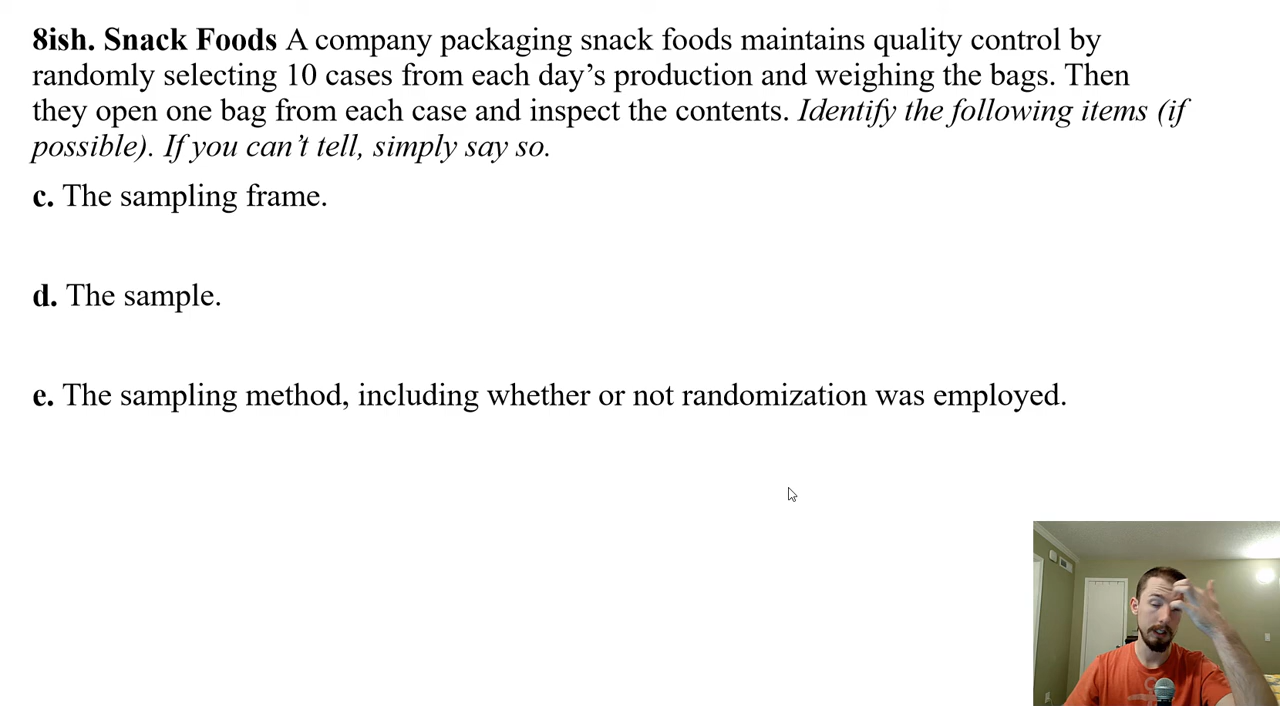 8ish. Snack Foods A company packaging snack foods maintains quality control by
randomly selecting 10 cases from each day’s production and weighing the bags. Then
they open one bag from each case and inspect the contents. Identify the following items (if
possible). If you can’t tell, simply say so.
c. The sampling frame.
d. The sample.
e. The sampling method, including whether or not randomization was employed.